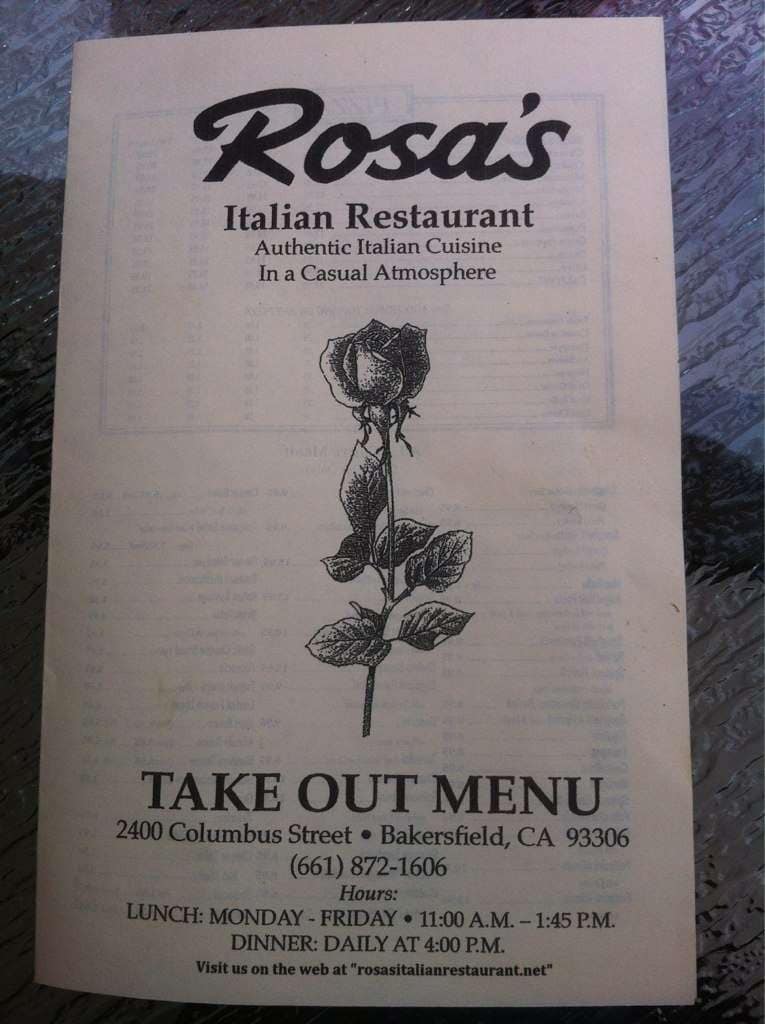 Rosa's
Italian Restaurant
Authentic Italian Cuisine
In a Casual Atmosphere
TAKE OUT MENU
2400 Columbus Street • Bakersfield, CA 93306
(661) 872-1606
Hours:
LUNCH: MONDAY - FRIDAY • 11:00 A.M. – 1:45 P.M.
DINNER: DAILY AT 4:00 P.M.
Visit us on the web at "rosasitalianrestaurant.net"